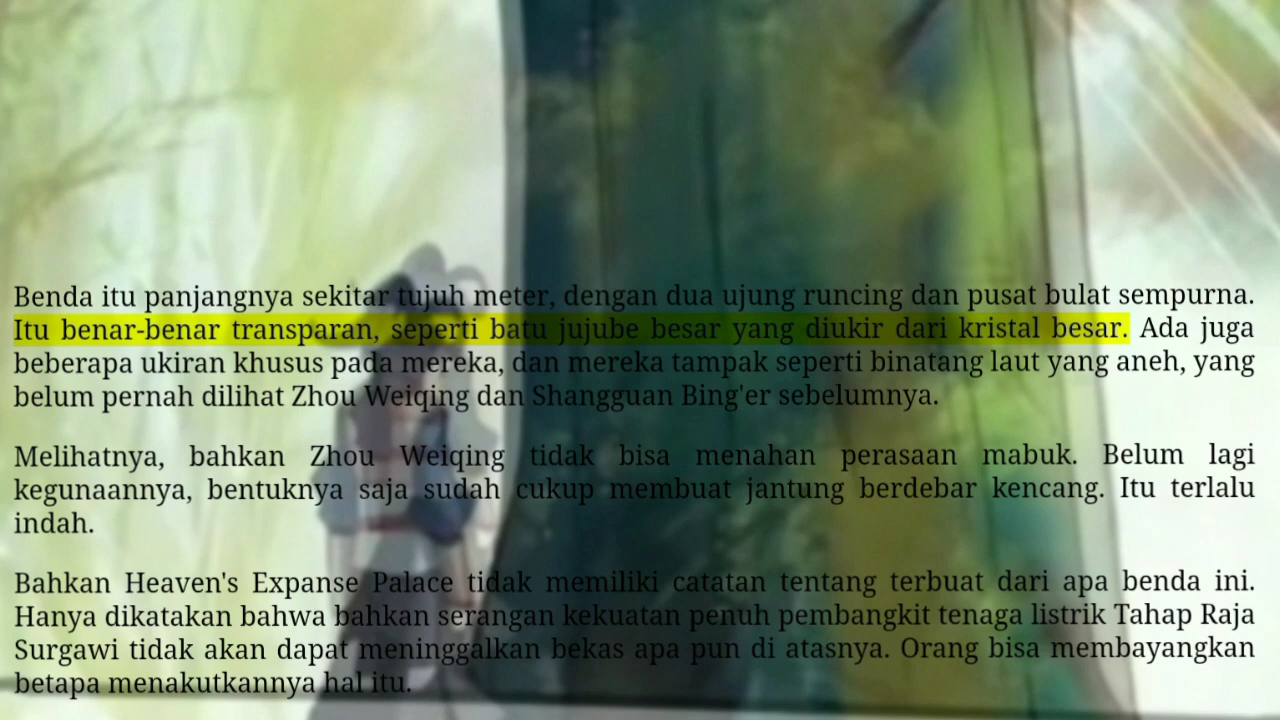 Benda itu panjangnya sekitar tujuh meter, dengan dua ujung runcing dan pusat bulat sempurna.
Itu benar-benar transparan, seperti batu jujube besar yang diukir dari kristal besar. Ada juga
beberapa ukiran khusus pada mereka, dan mereka tampak seperti binatang laut yang aneh, yang
belum pernah dilihat Zhou Weiqing dan Shangguan Bing'er sebelumnya.
Melihatnya, bahkan Zhou Weiqing tidak bisa menahan perasaan mabuk. Belum lagi
kegunaannya, bentuknya saja sudah cukup membuat jantung berdebar kencang. Itu terlalu
indah.
Bahkan Heaven's Expanse Palace tidak memiliki catatan tentang terbuat dari apa benda ini.
Hanya dikatakan bahwa bahkan serangan kekuatan penuh pembangkit tenaga listrik Tahap Raja
Surgawi tidak akan dapat meninggalkan bekas apa pun di atasnya. Orang bisa membayangkan
betapa menakutkannya hal itu.